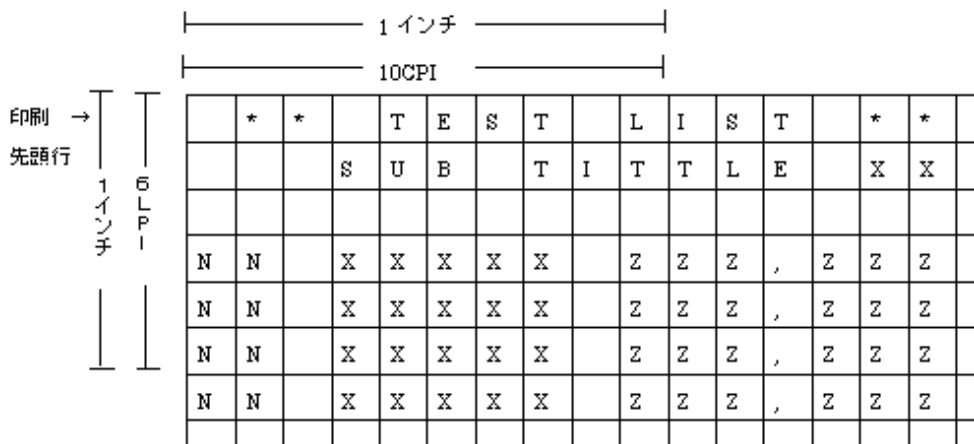 1 インチ
10CPI
印刷 →
先頭行
1インチ
6LPI
* * T E S T L I S T * *
S U B T I T T L E X X
N N X X X X X Z Z Z , Z Z Z
N N X X X X X Z Z Z , Z Z Z
N N X X X X X Z Z Z , Z Z Z
N N X X X X X Z Z Z , Z Z Z